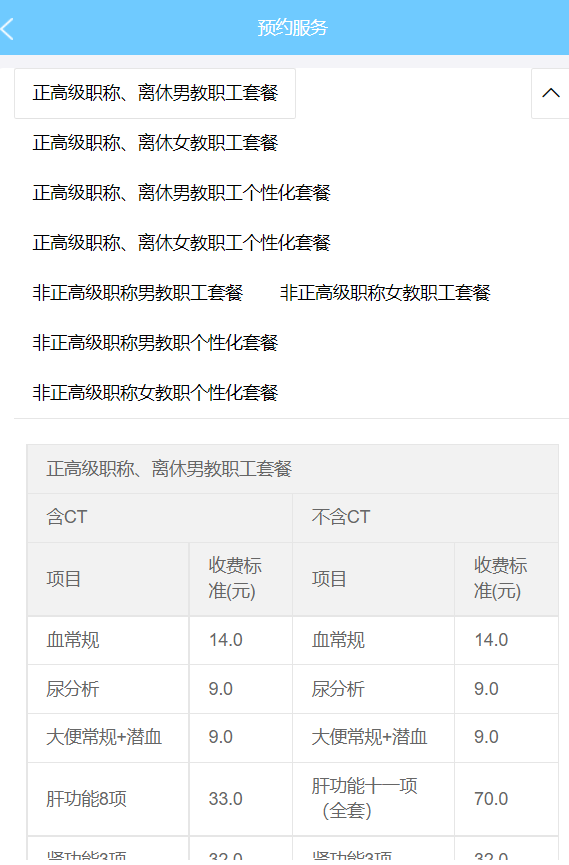 预约服务
正高级职称、离休男教职工套餐
正高级职称、离休女教职工套餐
正高级职称、离休男教职工个性化套餐
正高级职称、离休女教职工个性化套餐
非正高级职称男教职工套餐 非正高级职称女教职工套餐
非正高级职称男教职个性化套餐
非正高级职称女教职个性化套餐
正高级职称、离休男教职工套餐
含CT 不含CT
项目 收费标准(元) 项目 收费标准(元)
血常规 14.0 血常规 14.0
尿分析 9.0 尿分析 9.0
大便常规+潜血 9.0 大便常规+潜血 9.0
肝功能8项 33.0 肝功能十一项（全套） 70.0
肾功能3项 32.0 肾功能3项 32.0